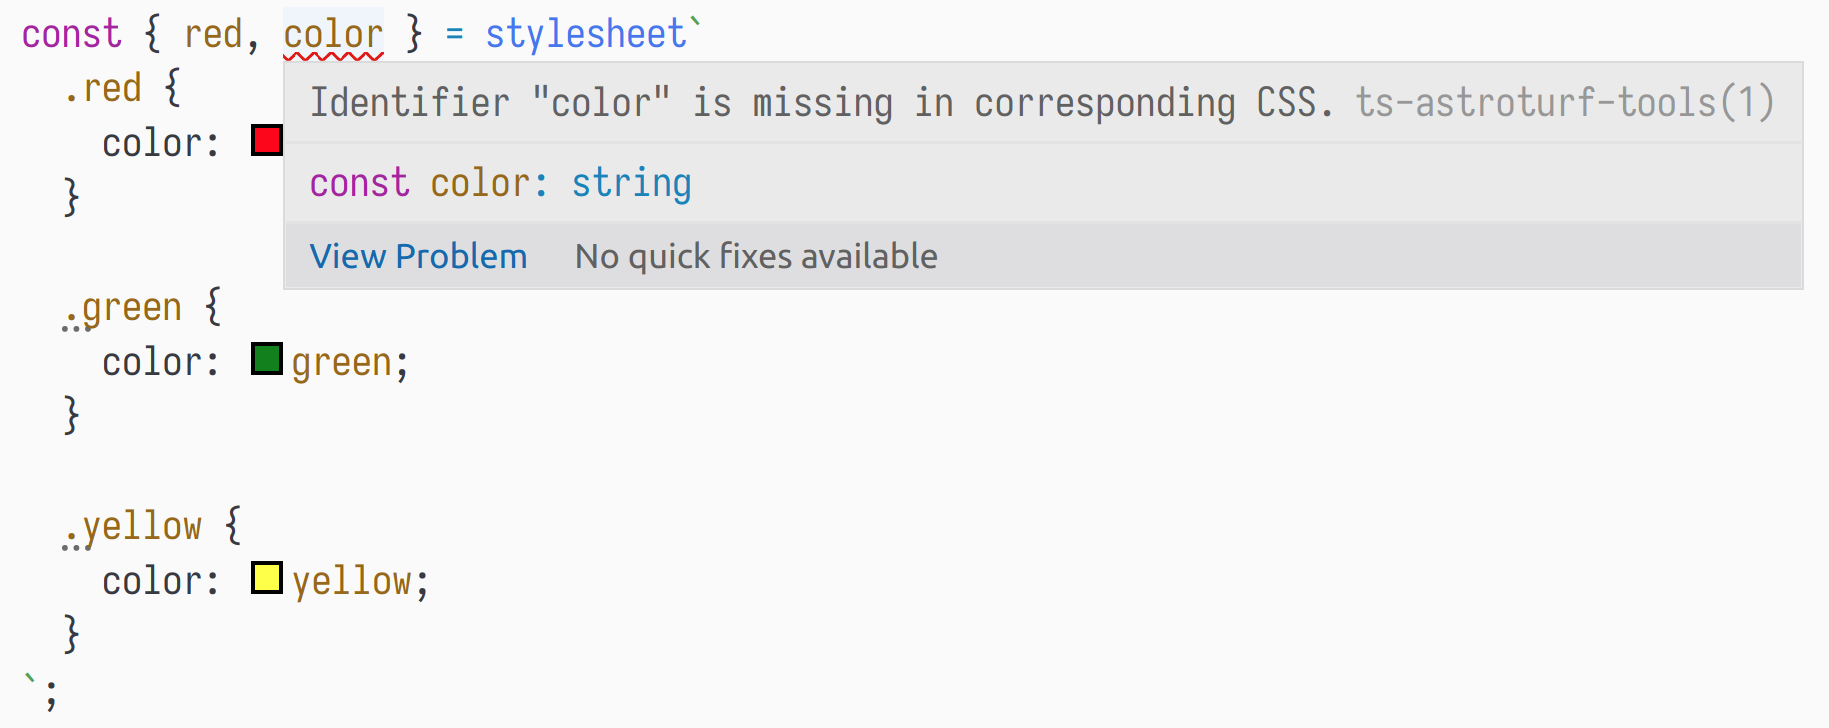 const { red, color } = stylesheet`
.red {
Identifier "color" is missing in corresponding CSS. ts-astroturf-tools(1)
color:
const color: string
}
View Problem No quick fixes available
.green {
color: green;
}
.yellow {
color: yellow;
}
`;